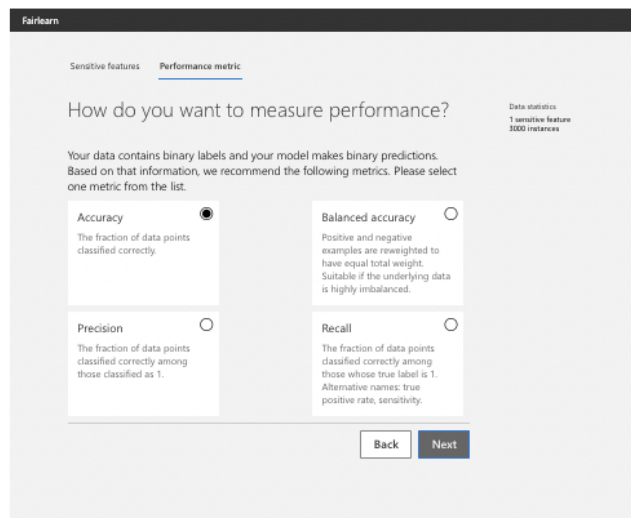 Fairlearn
Sensitive features Performance metric
How do you want to measure performance?
Data statistics
1 sensitive feature
3000 instances
Your data contains binary labels and your model makes binary predictions.
Based on that information, we recommend the following metrics. Please select
one metric from the list.
Accuracy
The fraction of data points
classified correctly.
Balanced accuracy
Positive and negative
examples are reweighted to
have equal total weight.
Suitable if the underlying data
is highly imbalanced.
Precision
The fraction of data points
classified correctly among
those classified as 1.
Recall
The fraction of data points
classified correctly among
those whose true label is 1.
Alternative names: true
positive rate, sensitivity.
Back Next